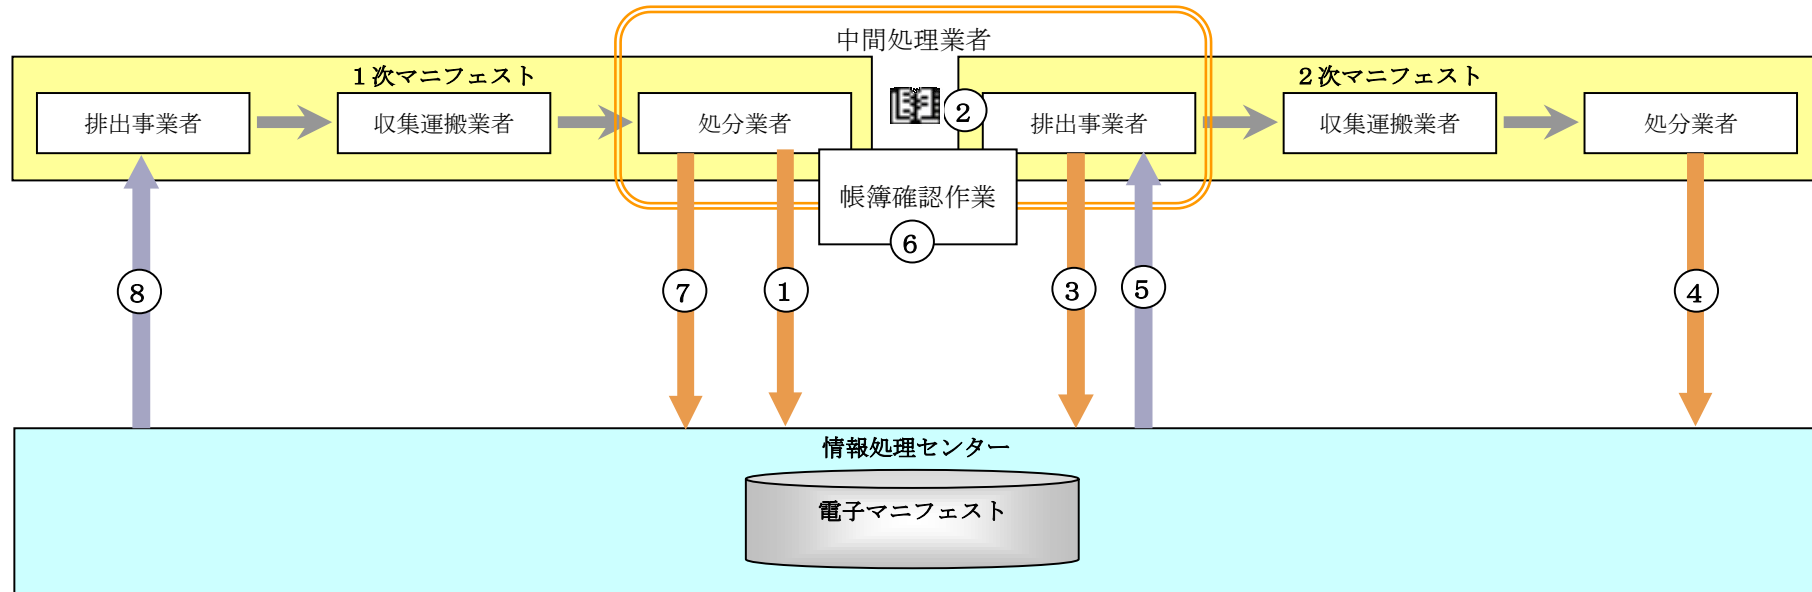 中間処理業者
1次マニフェスト
2次マニフェスト
排出事業者
収集運搬業者
処分業者
②
排出事業者
収集運搬業者
処分業者
帳簿確認作業
⑥
⑧
⑦
①
③
⑤
④
情報処理センター
電子マニフェスト